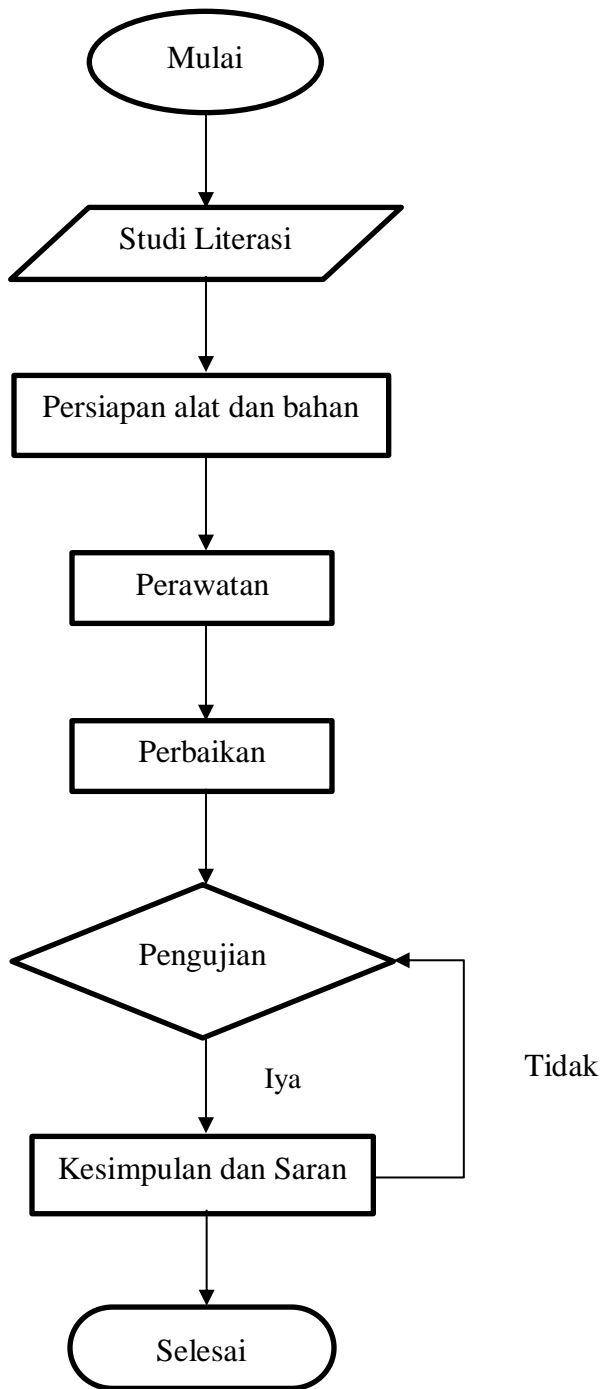 Mulai
Studi Literasi
Persiapan alat dan bahan
Perawatan
Perbaikan
Pengujian
Iya
Tidak
Kesimpulan dan Saran
Selesai